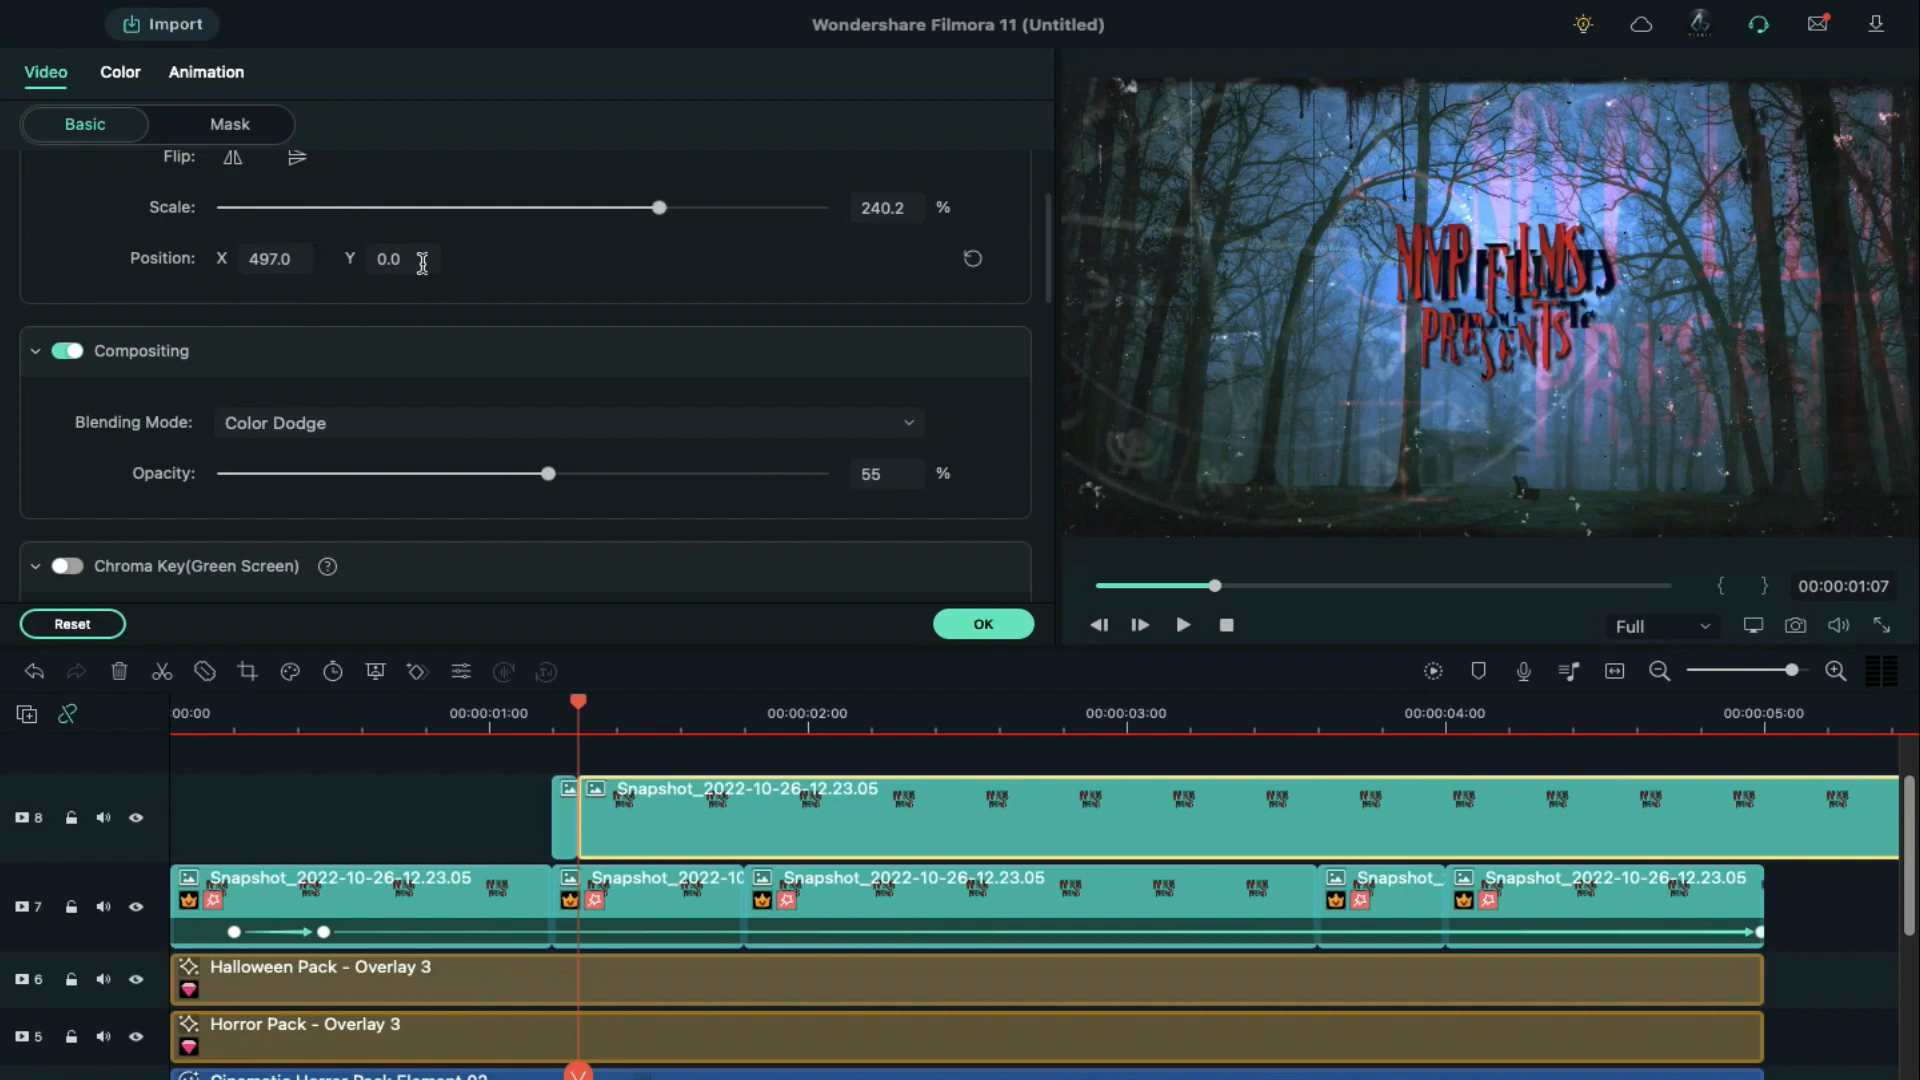 Import
Wondershare Filmora 11 (Untitled)
Video
Color
Animation
Basic
Mask
Flip:
Scale:
240.2
%
Position:
X
497.0
Y
0.0
Compositing
Blending Mode:
Color Dodge
Opacity:
55
%
Chroma Key(Green Screen)
?
Reset
OK
MVP FILMS
PRESENTS
{ }
00:00:01:07
Full
:00:00
00:00:01:00
00:00:02:00
00:00:03:00
00:00:04:00
00:00:05:00
8
Snapshot_2022-10-26-12.23.05
7
Snapshot_2022-10-26-12.23.05
Snapshot_2022-10
Snapshot_2022-10-26-12.23.05
Snapshot_
Snapshot_2022-10-26-12.23.05
6
Halloween Pack - Overlay 3
5
Horror Pack - Overlay 3